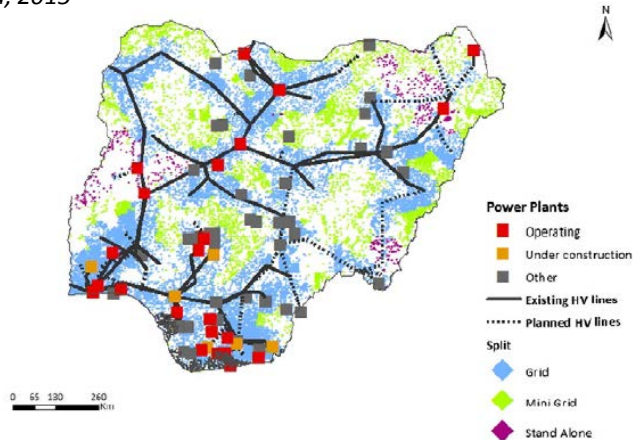 2015
N
Power Plants
Operating
Under construction
Other
Existing HV lines
Planned HV lines
Split
Grid
Mini Grid
Stand Alone
0 65 130 260
Km